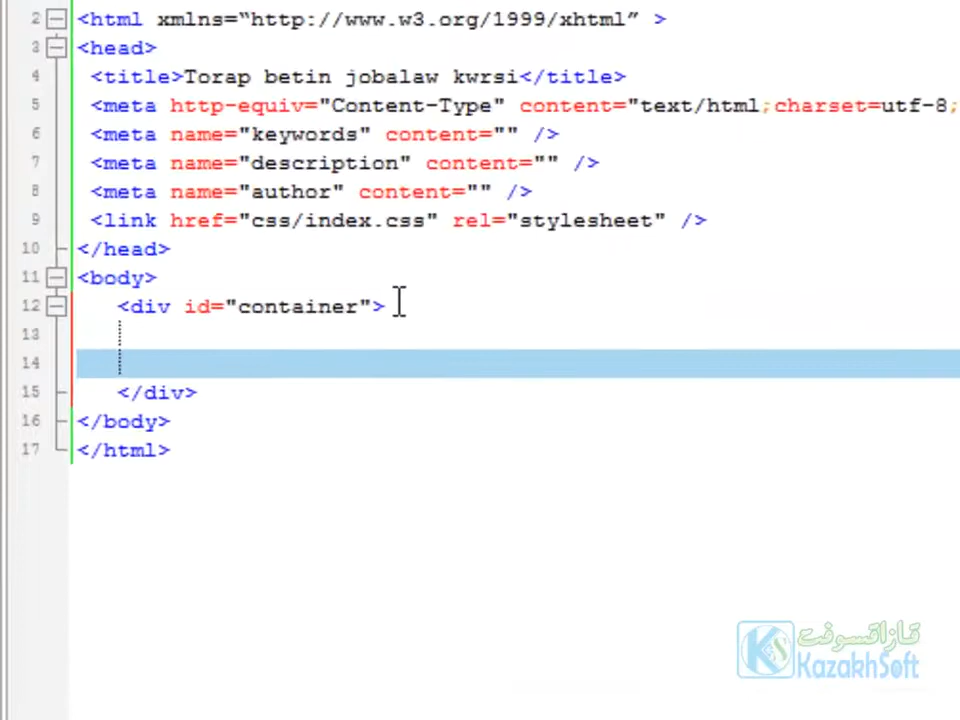 2 <html xmlns=“http://www.w3.org/1999/xhtml” >
3 <head>
4 <title>Torap betin jobalaw kwrsi</title>
5 <meta http-equiv="Content-Type" content="text/html;charset=utf-8;
6 <meta name="keywords" content="" />
7 <meta name="description" content="" />
8 <meta name="author" content="" />
9 <link href="css/index.css" rel="stylesheet" />
10 </head>
11 <body>
12 <div id="container">
13
14
15 </div>
16 </body>
17 </html>
قازاقسوفت
KazakhSoft